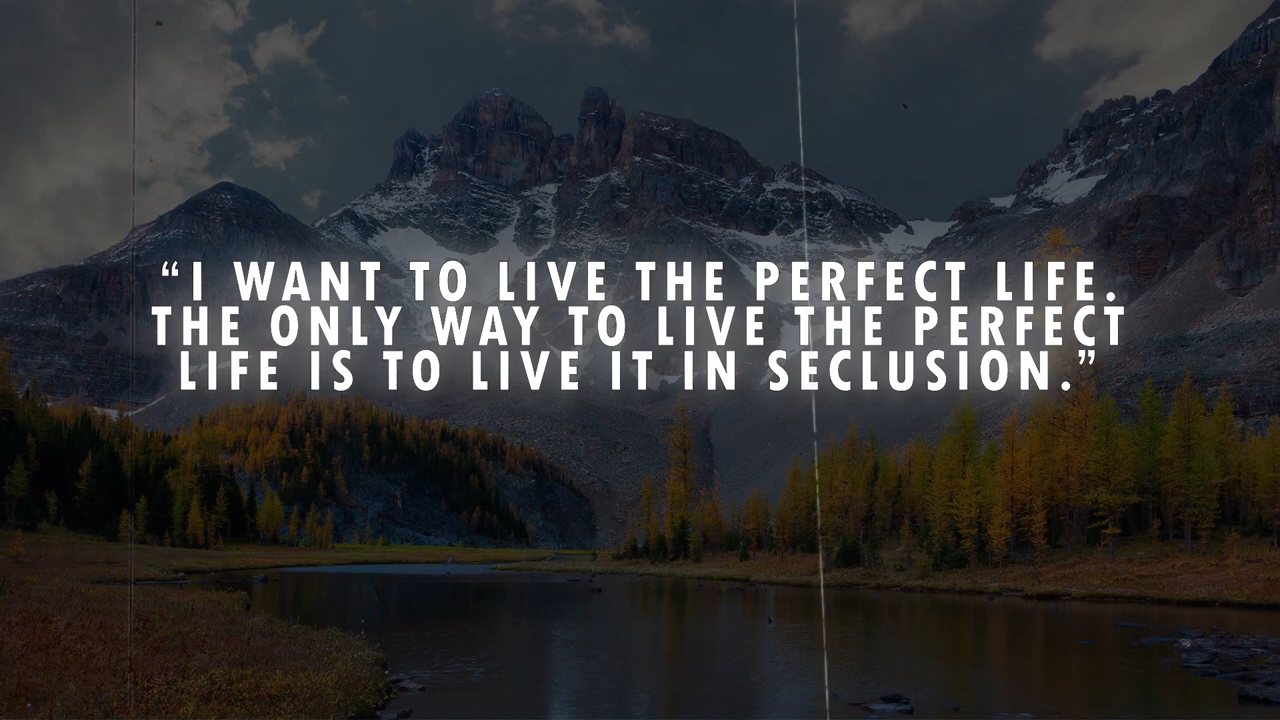 “I WANT TO LIVE THE PERFECT LIFE.
THE ONLY WAY TO LIVE THE PERFECT
LIFE IS TO LIVE IT IN SECLUSION.”